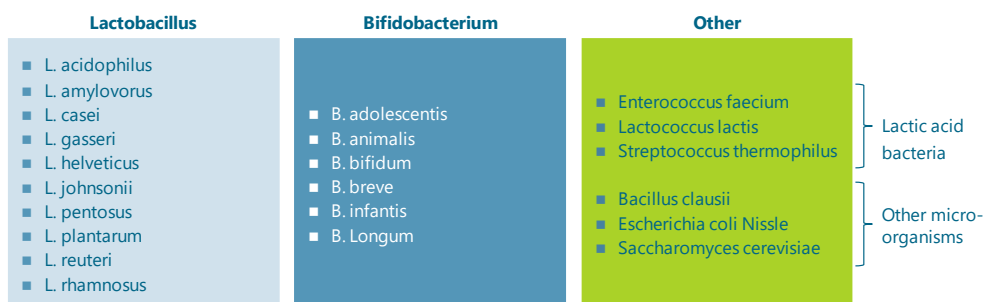 Lactobacillus
L. acidophilus
L. amylovorus
L. casei
L. gasseri
L. helveticus
L. johnsonii
L. pentosus
L. plantarum
L. reuteri
L. rhamnosus
Bifidobacterium
B. adolescentis
B. animalis
B. bifidum
B. breve
B. infantis
B. Longum
Other
Enterococcus faecium
Lactococcus lactis
Streptococcus thermophilus
Lactic acid
bacteria
Bacillus clausii
Escherichia coli Nissle
Saccharomyces cerevisiae
Other micro-
organisms